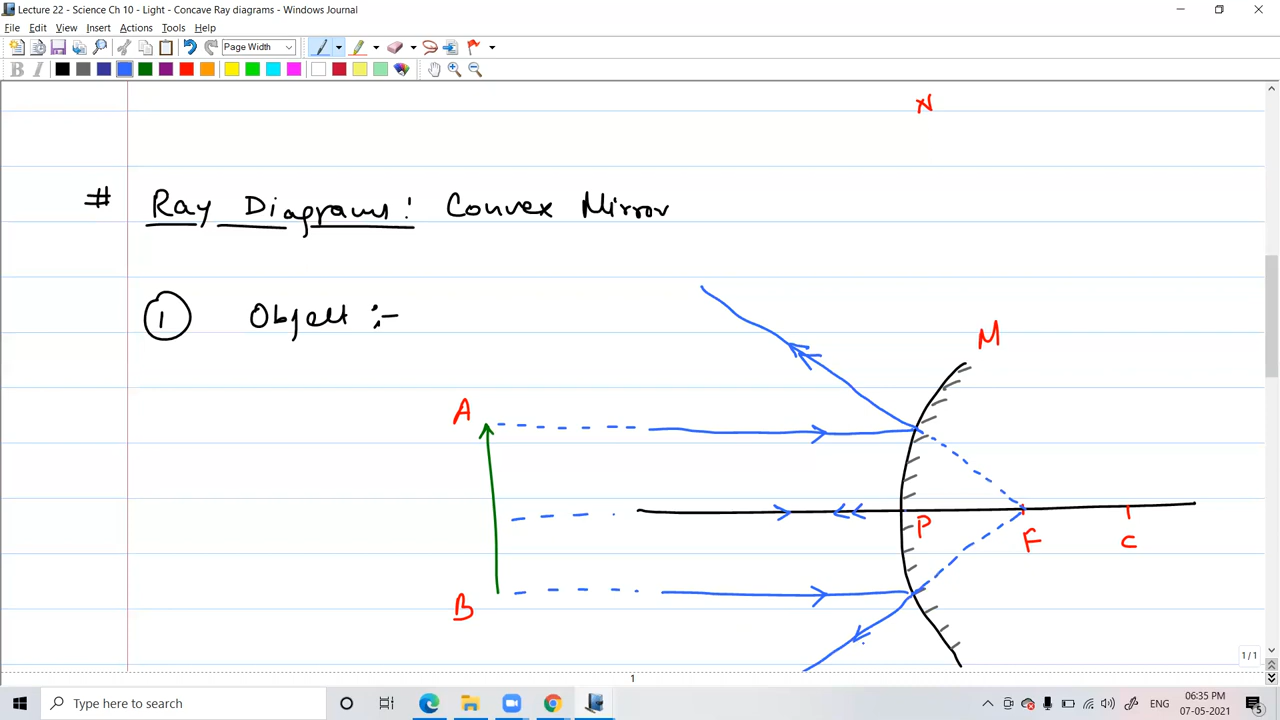 Lecture 22 - Science Ch 10 - Light - Concave Ray diagrams - Windows Journal
File Edit View Insert Actions Tools Help
Page Width
B I
N
# Ray Diagrams: Convex Mirror
1 Object :-
M
A
P F C
B
1/1
1
Type here to search
ENG
06:35 PM
07-05-2021
5